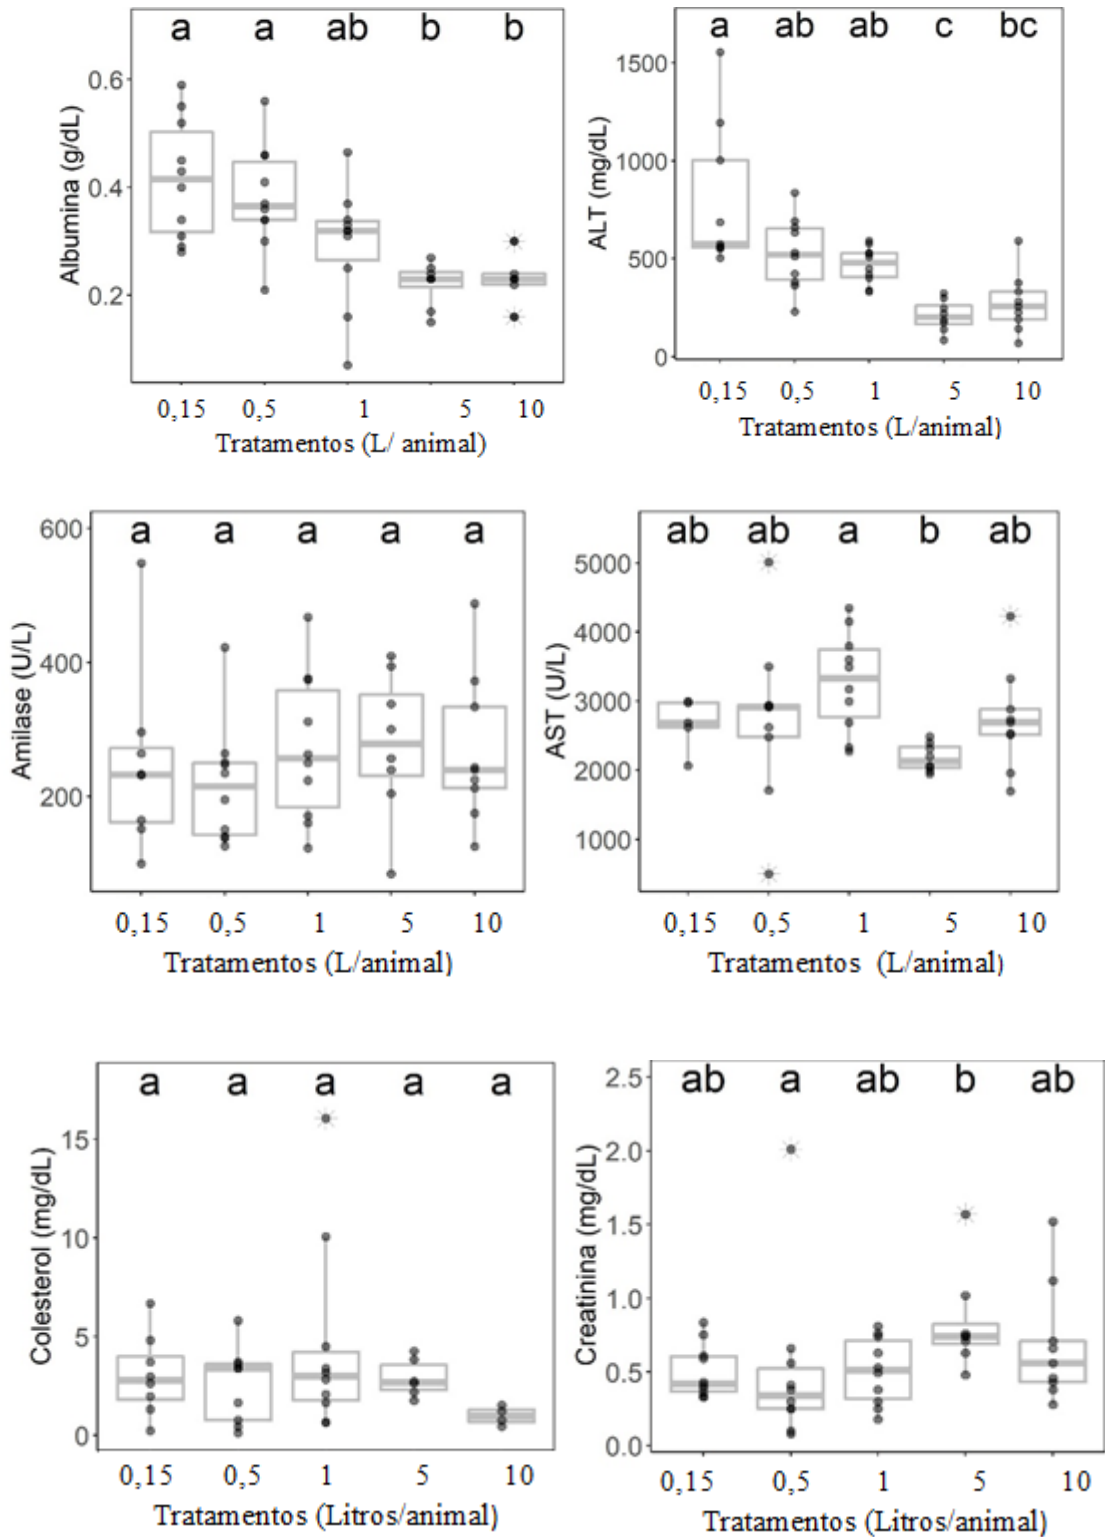 a a ab b b
Albumina (g/dL)
0.6
0.4
0.2
0,15 0,5 1 5 10
Tratamentos (L/ animal)
a ab ab c bc
ALT (mg/dL)
1500
1000
500
0
0,15 0,5 1 5 10
Tratamentos (L/animal)
a a a a a
Amilase (U/L)
600
400
200
0,15 0,5 1 5 10
Tratamentos (L/animal)
ab ab a b ab
AST (U/L)
5000
4000
3000
2000
1000
0,15 0,5 1 5 10
Tratamentos (L/animal)
a a a a a
Colesterol (mg/dL)
15
10
5
0
0,15 0,5 1 5 10
Tratamentos (Litros/animal)
ab a ab b ab
Creatinina (mg/dL)
2.5
2.0
1.5
1.0
0.5
0.0
0,15 0,5 1 5 10
Tratamentos (Litros/animal)